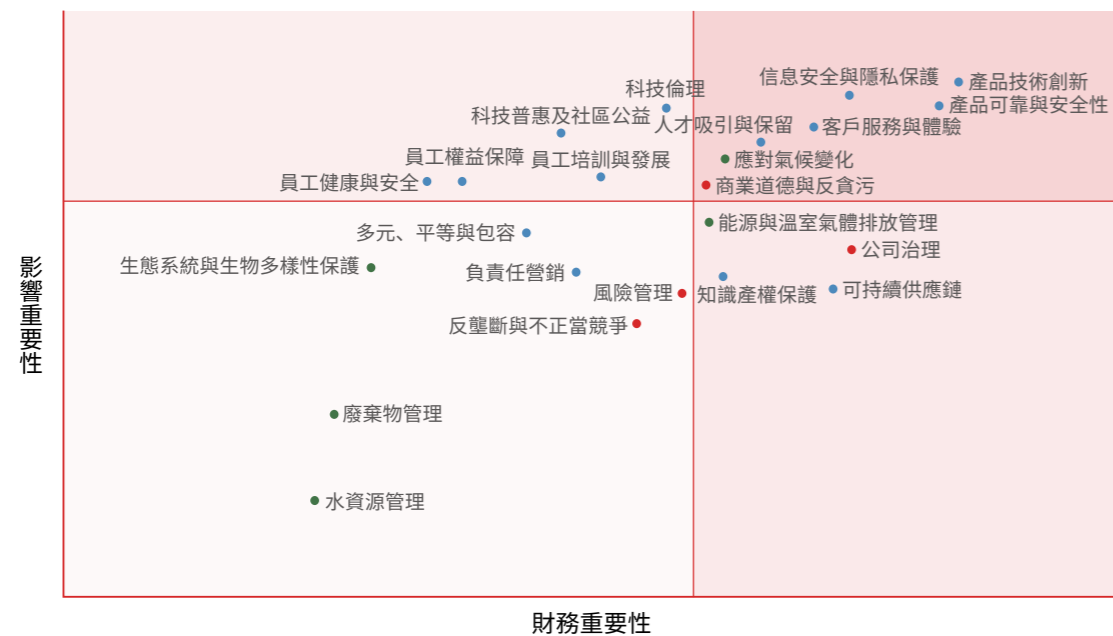 信息安全與隱私保護
產品技術創新
科技倫理
產品可靠與安全性
科技普惠及社區公益
人才吸引與保留
客戶服務與體驗
員工權益保障
員工培訓與發展
應對氣候變化
員工健康與安全
商業道德與反貪污
能源與溫室氣體排放管理
多元、平等與包容
公司治理
生態系統與生物多樣性保護
負責任營銷
風險管理
知識產權保護
可持續供應鏈
反壟斷與不正當競爭
影響重要性
廢棄物管理
水資源管理
財務重要性